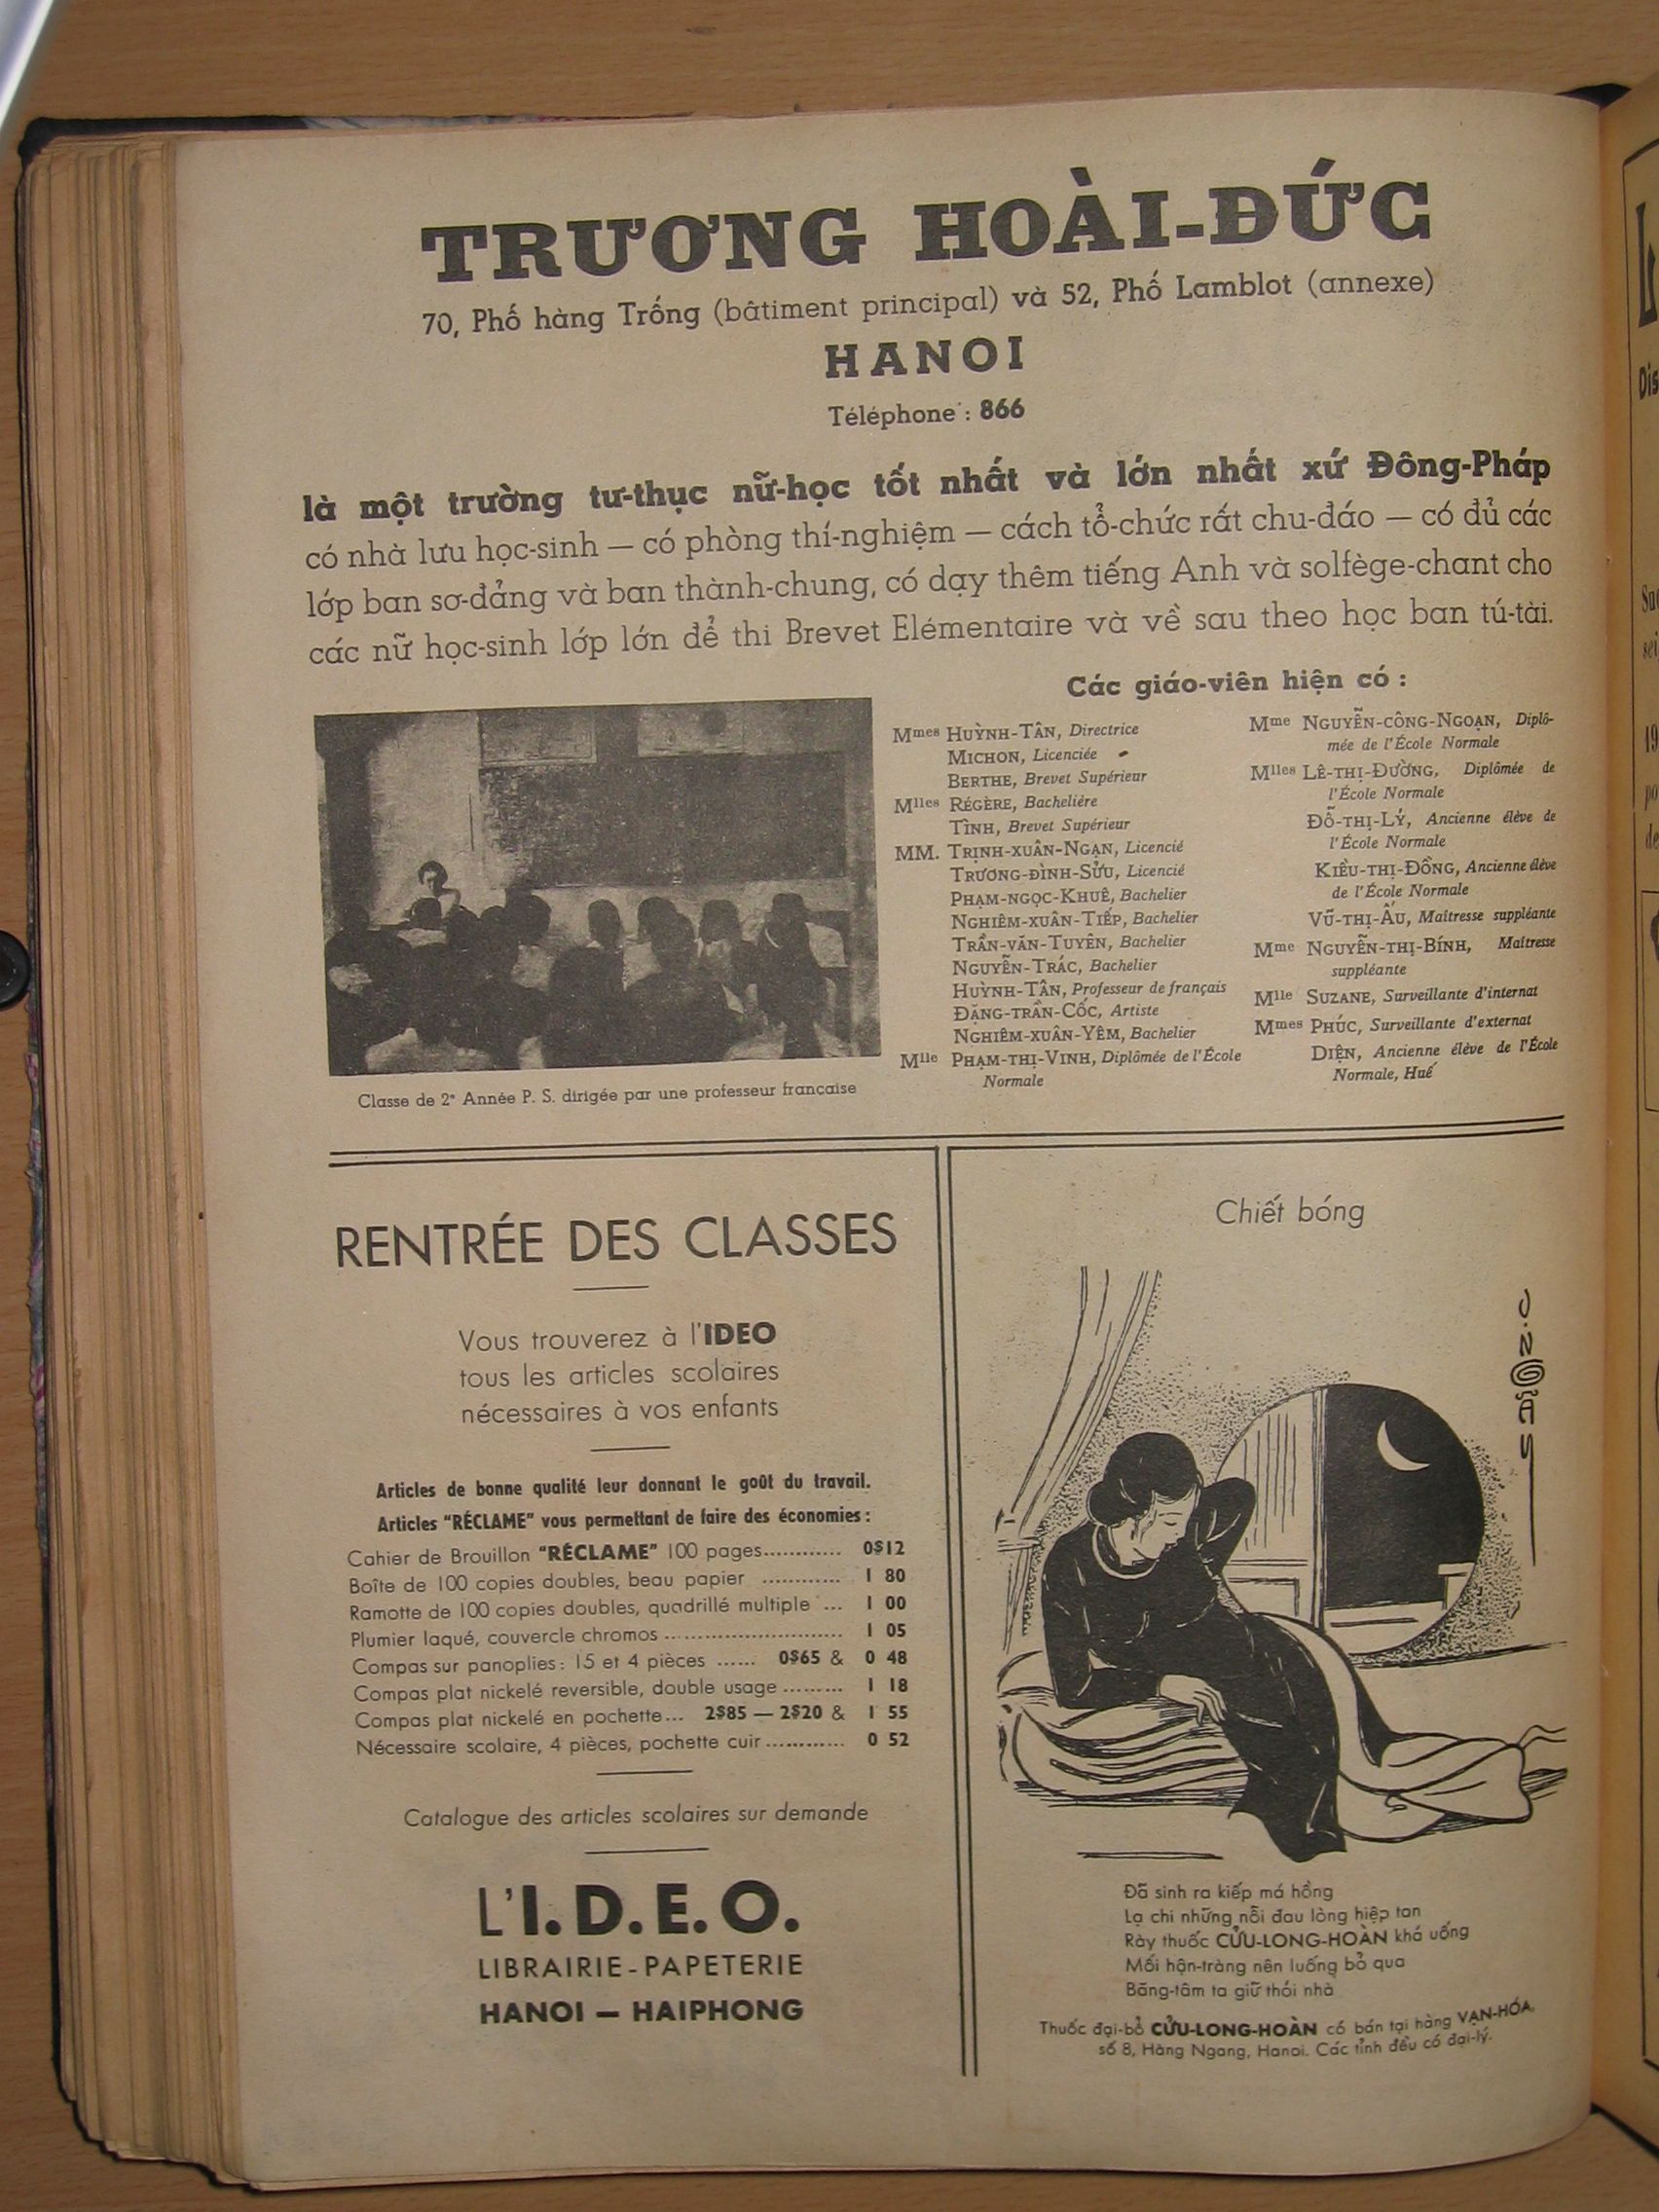 TRƯƠNG HOÀI-ĐỨC
70, Phố hàng Trống (bâtiment principal) và 52, Phố Lamblot (annexe)
HANOI
Téléphone : 866
là một trường tư-thục nữ-học tốt nhất và lớn nhất xứ Đông-Pháp
có nhà lưu học-sinh — có phòng thí-nghiệm — cách tổ-chức rất chu-đáo — có đủ các
lớp ban sơ-đẳng và ban thành-chung, có dạy thêm tiếng Anh và solfège-chant cho
các nữ học-sinh lớp lớn để thi Brevet Elémentaire và về sau theo học ban tú-tài.
Classe de 2e Année P. S. dirigée par une professeur française
Các giáo-viên hiện có :
Mmes HUỲNH-TÂN, Directrice
MICHON, Licenciée
BERTHE, Brevet Supérieur
Mlles RÉGÈRE, Bachelière
TÌNH, Brevet Supérieur
MM. TRỊNH-XUÂN-NGẠN, Licencié
TRƯƠNG-ĐÌNH-SỬU, Licencié
PHẠM-NGỌC-KHUÊ, Bachelier
NGHIÊM-XUÂN-TIẾP, Bachelier
TRẦN-VĂN-TUYÊN, Bachelier
NGUYỄN-TRÁC, Bachelier
HUỲNH-TÂN, Professeur de français
ĐẶNG-TRẦN-CỐC, Artiste
NGHIÊM-XUÂN-YÊM, Bachelier
Mlle PHẠM-THỊ-VINH, Diplômée de l'École
Normale
Mme NGUYỄN-CÔNG-NGOẠN, Diplô-
mée de l'École Normale
Mlles LÊ-THỊ-ĐƯỜNG, Diplômée de
l'École Normale
ĐỖ-THỊ-LÝ, Ancienne élève de
l'École Normale
KIỀU-THỊ-ĐỒNG, Ancienne élève
de l'École Normale
VŨ-THỊ-ẤU, Maîtresse suppléante
Mme NGUYỄN-THỊ-BÍNH, Maîtresse
suppléante
Mlle SUZANE, Surveillante d'internat
Mmes PHÚC, Surveillante d'externat
DIỆN, Ancienne élève de l'École
Normale, Huế
RENTRÉE DES CLASSES
Vous trouverez à l'IDEO
tous les articles scolaires
nécessaires à vos enfants
Articles de bonne qualité leur donnant le goût du travail.
Articles "RÉCLAME" vous permettant de faire des économies :
Cahier de Brouillon "RÉCLAME" 100 pages............ 0$12
Boîte de 100 copies doubles, beau papier ............ 1 80
Ramotte de 100 copies doubles, quadrillé multiple ... 1 00
Plumier laqué, couvercle chromos ........................... 1 05
Compas sur panoplies : 15 et 4 pièces ...... 0$65 & 0 48
Compas plat nickelé reversible, double usage ......... 1 18
Compas plat nickelé en pochette... 2$85 — 2$20 & 1 55
Nécessaire scolaire, 4 pièces, pochette cuir ............ 0 52
Catalogue des articles scolaires sur demande
L'I.D.E.O.
LIBRAIRIE-PAPETERIE
HANOI — HAIPHONG
Chiết bóng
J.NGÂY
Đã sinh ra kiếp má hồng
Lạ chi những nỗi đau lòng hiệp tan
Rày thuốc CỬU-LONG-HOÀN khá uống
Mối hận-tràng nên luống bỏ qua
Băng-tâm ta giữ thói nhà
Thuốc đại-bổ CỬU-LONG-HOÀN có bán tại hàng VẠN-HÓA,
số 8, Hàng Ngang, Hanoi. Các tỉnh đều có đại-lý.